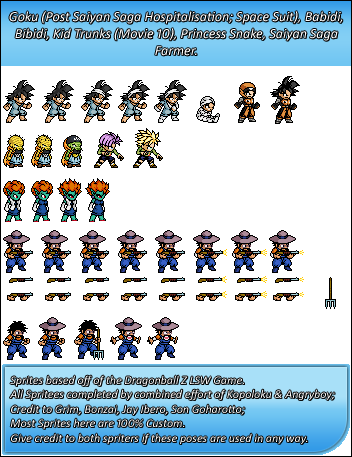 Goku (Post Saiyan Saga Hospitalisation; Space Suit), Babidi,
Bibidi, Kid Trunks (Movie 10), Princess Snake, Saiyan Saga
Farmer.
Sprites based off of the Dragonball Z LSW Game.
All Sprites completed by combined effort of Kapoloku & Angryboy;
Credit to Grim, Bonzai, Jay Ibero, Son Goharotto;
Most Sprites here are 100% Custom.
Give credit to both spriters if these poses are used in any way.